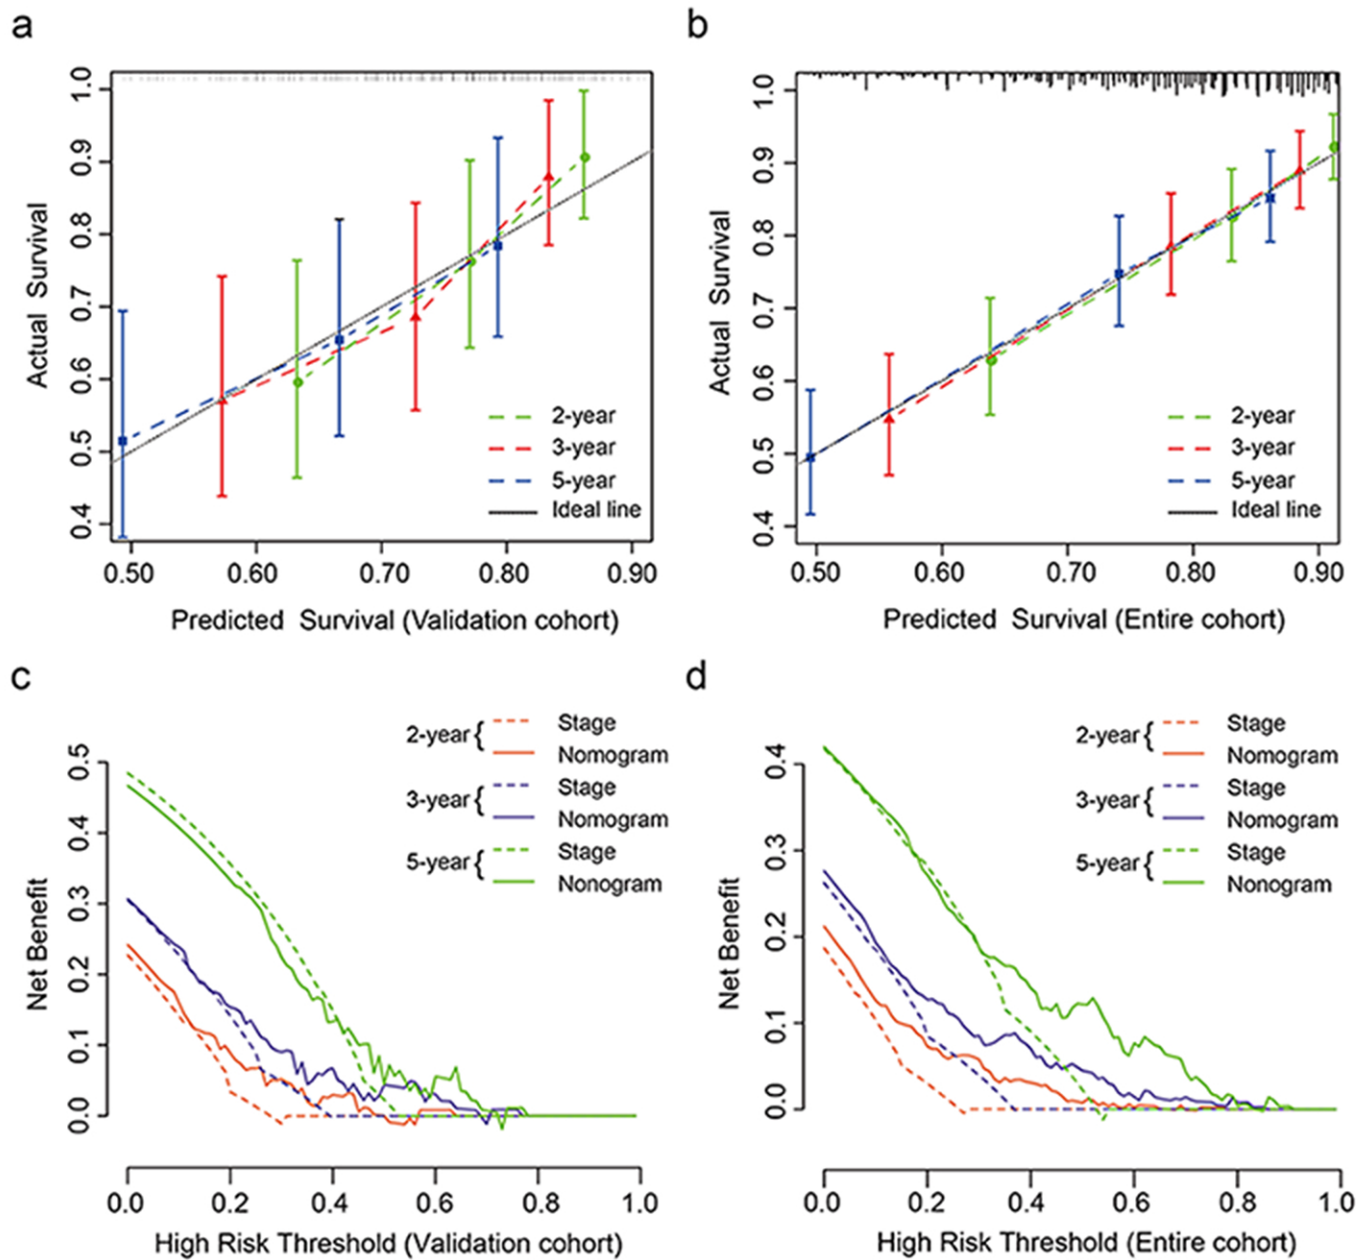 a
1.0
0.9
0.8
0.7
0.6
0.5
0.4
Actual Survival
2-year
3-year
5-year
Ideal line
0.50 0.60 0.70 0.80 0.90
Predicted Survival (Validation cohort)
b
1.0
0.9
0.8
0.7
0.6
0.5
0.4
Actual Survival
2-year
3-year
5-year
Ideal line
0.50 0.60 0.70 0.80 0.90
Predicted Survival (Entire cohort)
c
2-year { Stage
Nomogram
3-year { Stage
Nomogram
5-year { Stage
Nonogram
0.5
0.4
0.3
0.2
0.1
0.0
Net Benefit
0.0 0.2 0.4 0.6 0.8 1.0
High Risk Threshold (Validation cohort)
d
2-year { Stage
Nomogram
3-year { Stage
Nomogram
5-year { Stage
Nonogram
0.4
0.3
0.2
0.1
0.0
Net Benefit
0.0 0.2 0.4 0.6 0.8 1.0
High Risk Threshold (Entire cohort)